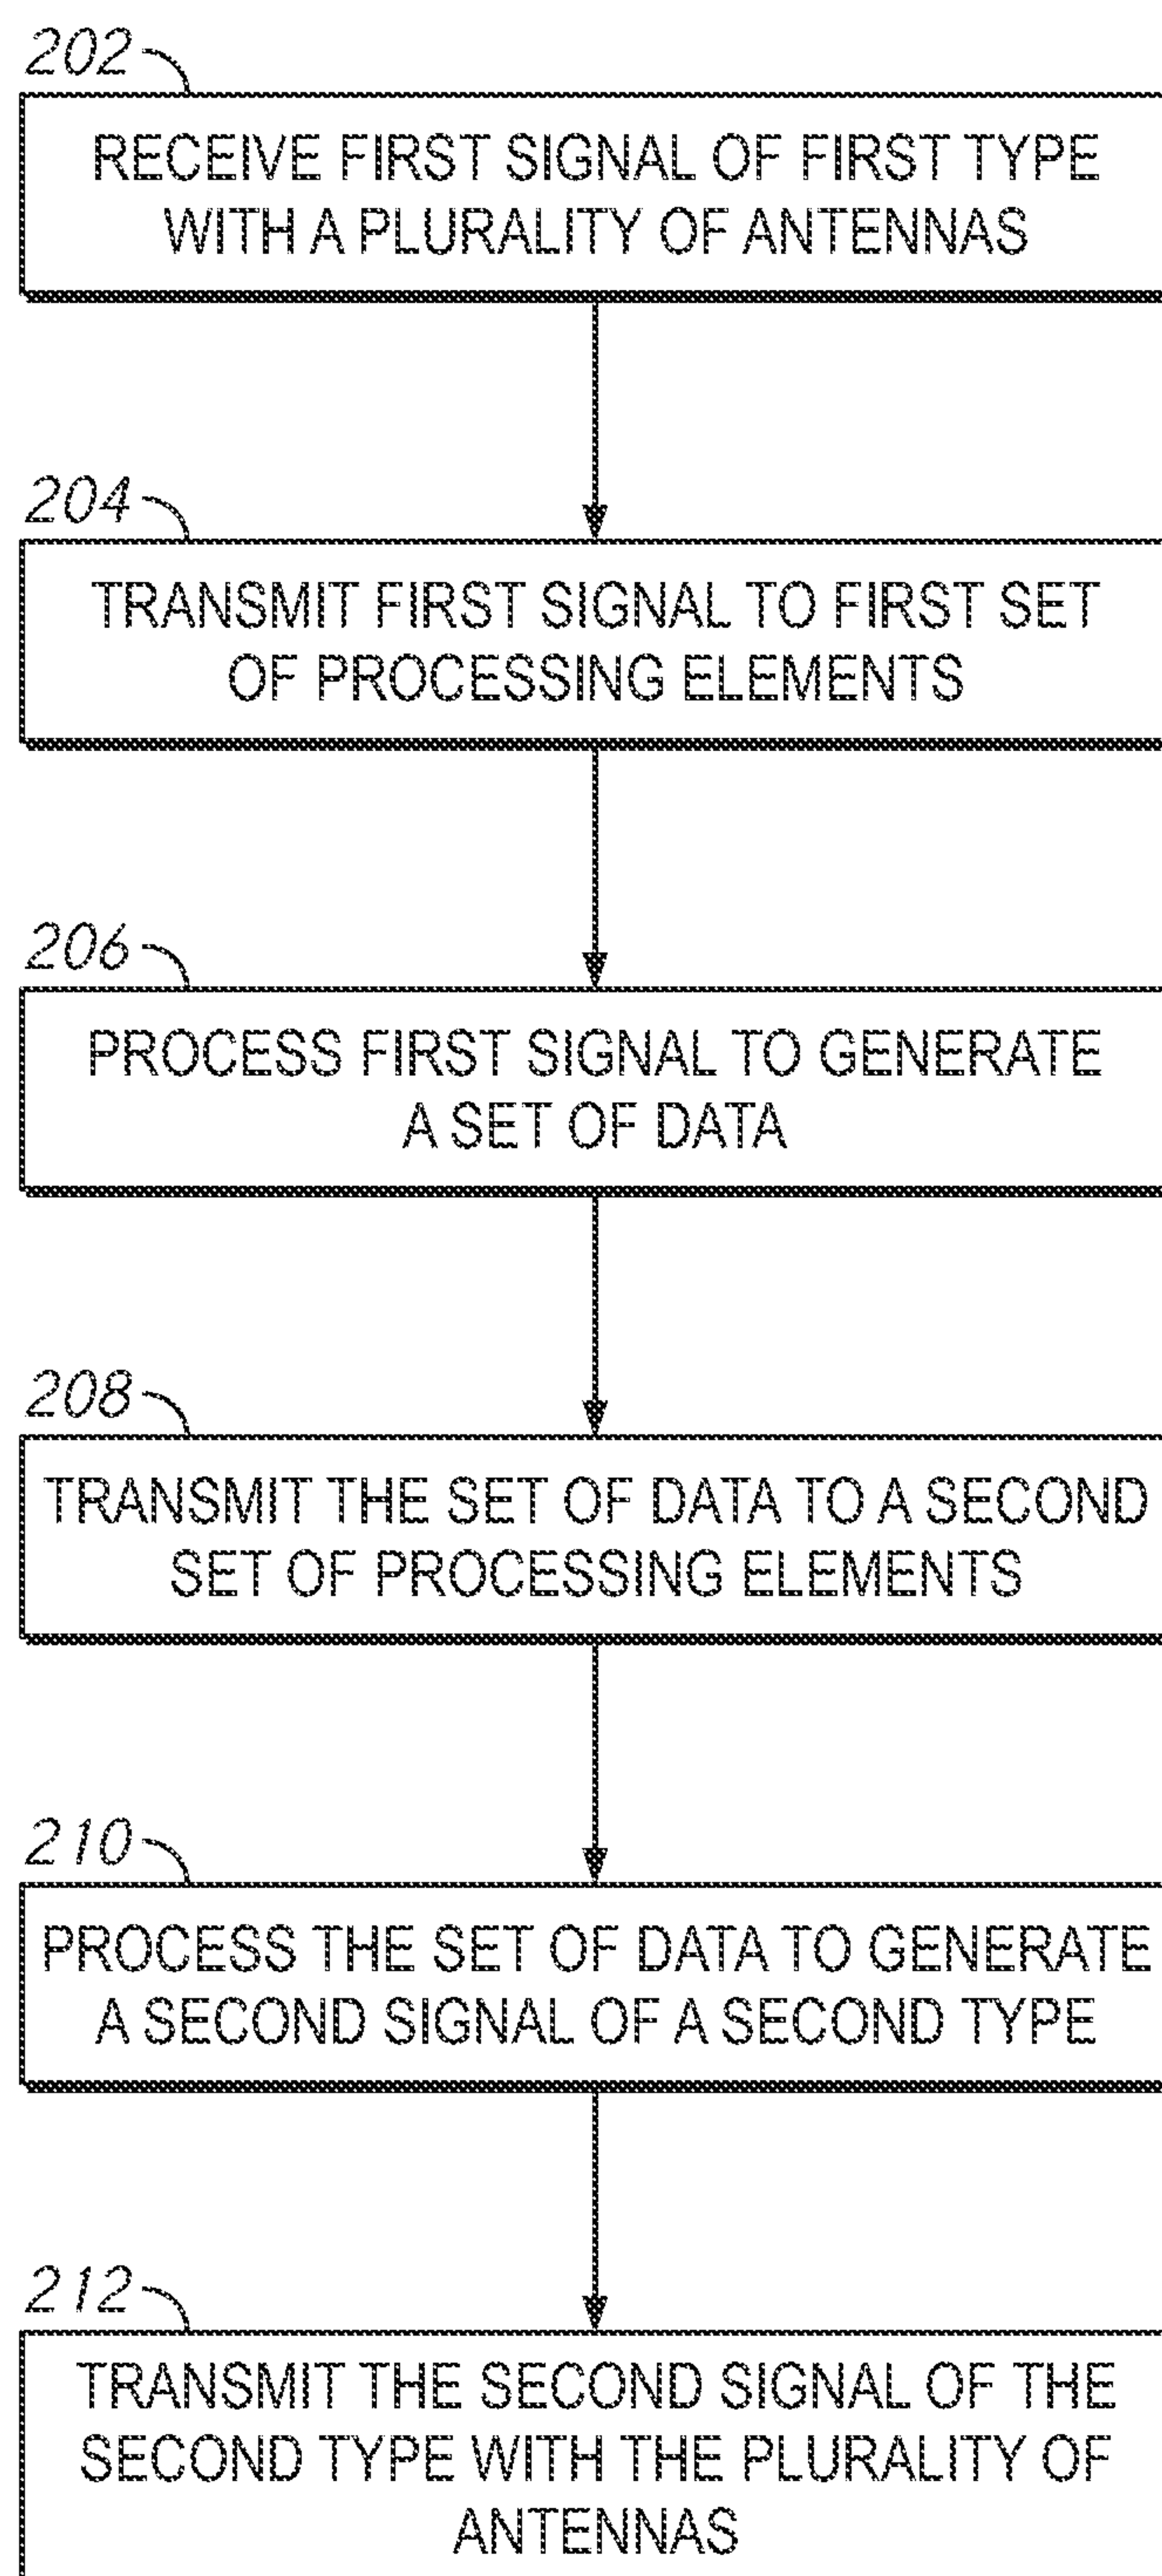 202
RECEIVE FIRST SIGNAL OF FIRST TYPE
WITH A PLURALITY OF ANTENNAS
204
TRANSMIT FIRST SIGNAL TO FIRST SET
OF PROCESSING ELEMENTS
206
PROCESS FIRST SIGNAL TO GENERATE
A SET OF DATA
208
TRANSMIT THE SET OF DATA TO A SECOND
SET OF PROCESSING ELEMENTS
210
PROCESS THE SET OF DATA TO GENERATE
A SECOND SIGNAL OF A SECOND TYPE
212
TRANSMIT THE SECOND SIGNAL OF THE
SECOND TYPE WITH THE PLURALITY OF
ANTENNAS